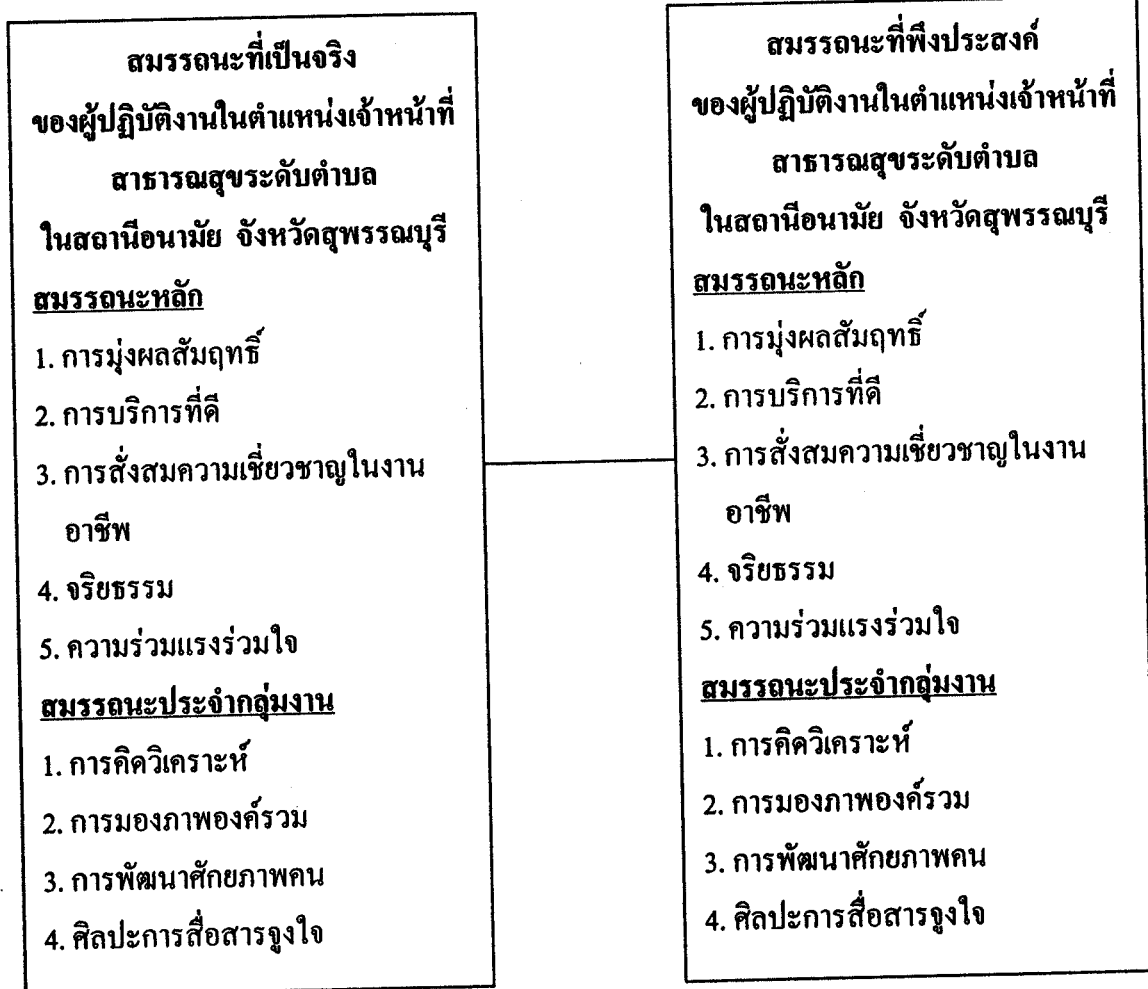 สมรรถนะที่เป็นจริง
ของผู้ปฏิบัติงานในตำแหน่งเจ้าหน้าที่
สาธารณสุขระดับตำบล
ในสถานีอนามัย จังหวัดสุพรรณบุรี
สมรรถนะหลัก
1. การมุ่งผลสัมฤทธิ์
2. การบริการที่ดี
3. การสั่งสมความเชี่ยวชาญในงาน
อาชีพ
4. จริยธรรม
5. ความร่วมแรงร่วมใจ
สมรรถนะประจำกลุ่มงาน
1. การคิดวิเคราะห์
2. การมองภาพองค์รวม
3. การพัฒนาศักยภาพคน
4. ศิลปะการสื่อสารจูงใจ
สมรรถนะที่พึงประสงค์
ของผู้ปฏิบัติงานในตำแหน่งเจ้าหน้าที่
สาธารณสุขระดับตำบล
ในสถานีอนามัย จังหวัดสุพรรณบุรี
สมรรถนะหลัก
1. การมุ่งผลสัมฤทธิ์
2. การบริการที่ดี
3. การสั่งสมความเชี่ยวชาญในงาน
อาชีพ
4. จริยธรรม
5. ความร่วมแรงร่วมใจ
สมรรถนะประจำกลุ่มงาน
1. การคิดวิเคราะห์
2. การมองภาพองค์รวม
3. การพัฒนาศักยภาพคน
4. ศิลปะการสื่อสารจูงใจ